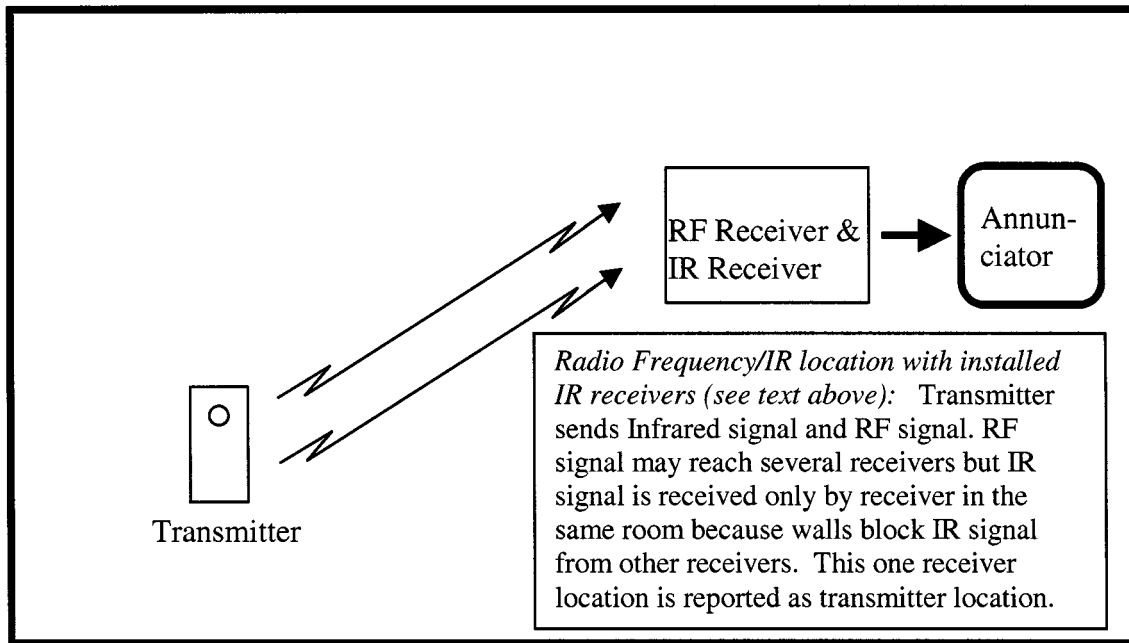 RF Receiver &
IR Receiver
Annun-
ciator
Transmitter
Radio Frequency/IR location with installed
IR receivers (see text above): Transmitter
sends Infrared signal and RF signal. RF
signal may reach several receivers but IR
signal is received only by receiver in the
same room because walls block IR signal
from other receivers. This one receiver
location is reported as transmitter location.